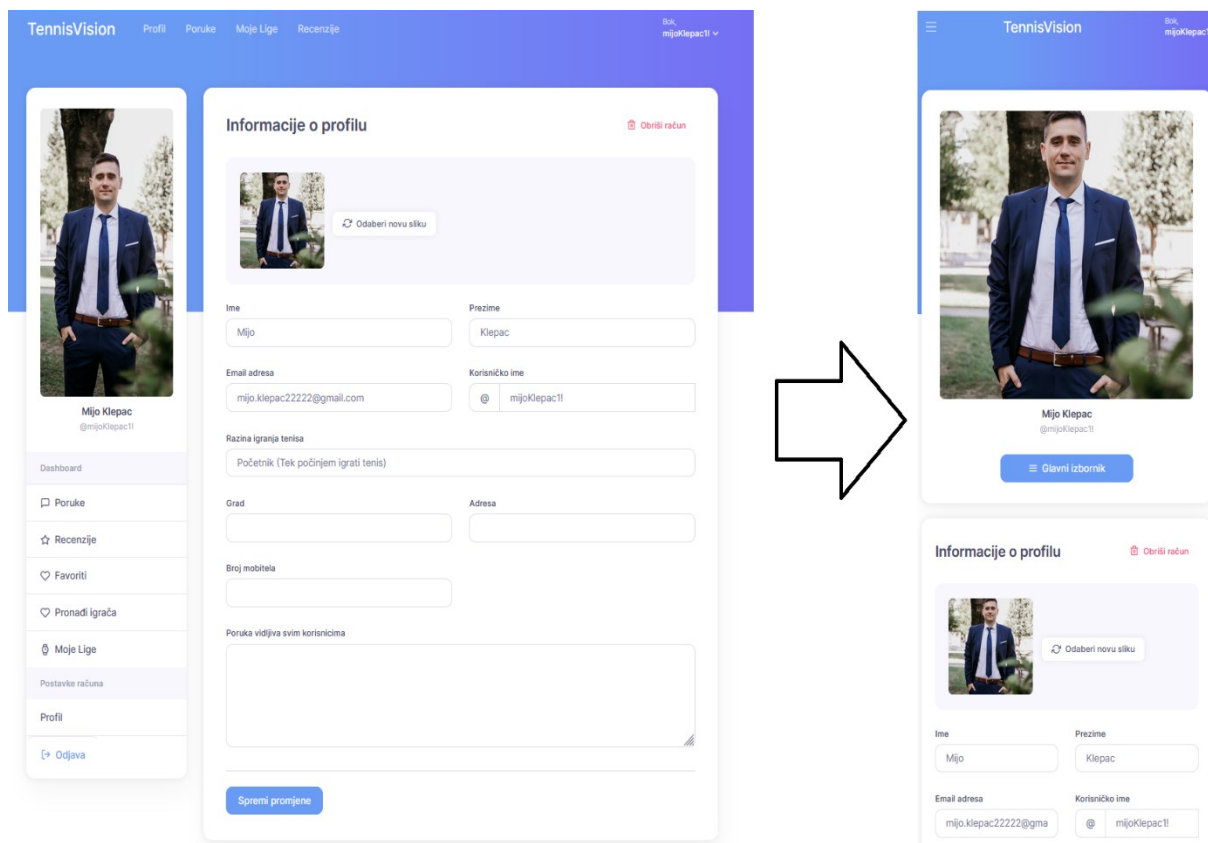 TennisVision Profil Poruke Moje Lige Recenzije
Bok,
mijoKlepac1!
Mijo Klepac
@mijoKlepac1!
Dashboard
Poruke
Recenzije
Favoriti
Pronađi igrača
Moje Lige
Postavke računa
Profil
Odjava
Informacije o profilu
Obriši račun
Odaberi novu sliku
Ime Prezime
Mijo Klepac
Email adresa Korisničko ime
mijo.klepac22222@gmail.com @ mijoKlepac1!
Razina igranja tenisa
Početnik (Tek počinjem igrati tenis)
Grad Adresa
Broj mobitela
Poruka vidljiva svim korisnicima
Spremi promjene
TennisVision
Bok,
mijoKlepac1
Mijo Klepac
@mijoKlepac1!
Glavni izbornik
Informacije o profilu
Obriši račun
Odaberi novu sliku
Ime Prezime
Mijo Klepac
Email adresa Korisničko ime
mijo.klepac22222@gma @ mijoKlepac1!